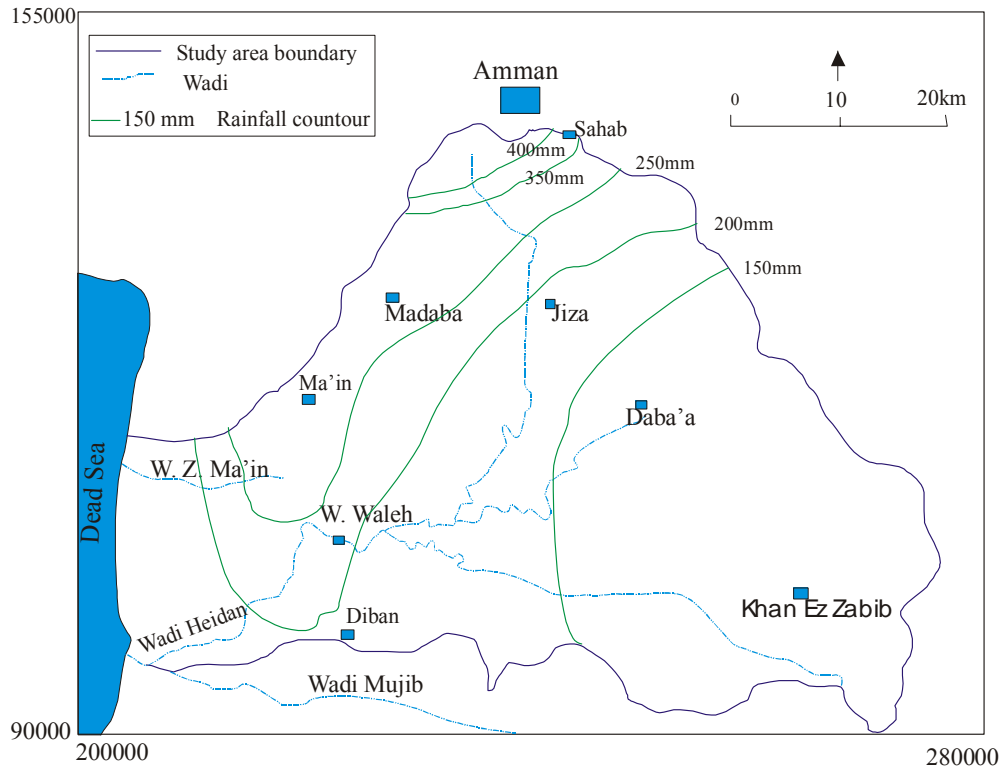 155000
Study area boundary
Wadi
150 mm Rainfall countour
Amman
0 10 20km
Sahab
400mm
350mm
250mm
200mm
150mm
Madaba
Jiza
Ma'in
Daba'a
W. Z. Ma'in
Dead Sea
W. Waleh
Khan Ez Zabib
Wadi Heidan
Diban
Wadi Mujib
90000
200000
280000